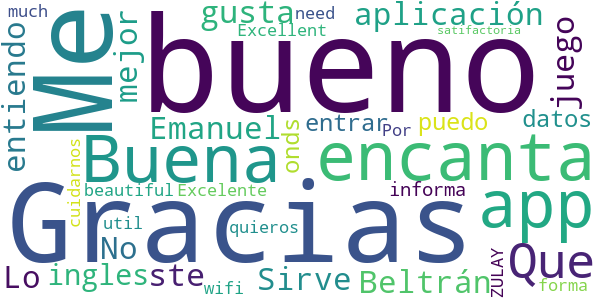 much
gusta
need
aplicación
Excellent
satifactoria
Me
bueno
mejor
juego
entiendo
Emanuel
onds
entrar
Por
puedo
datos
Buena
encanta
cuidarnos
beautiful
Excelente
informa
app
Gracias
util
No
quieros
Lo
ingles
ste
wifi
Sirve
Beltrán
ZULAY
Que
forma